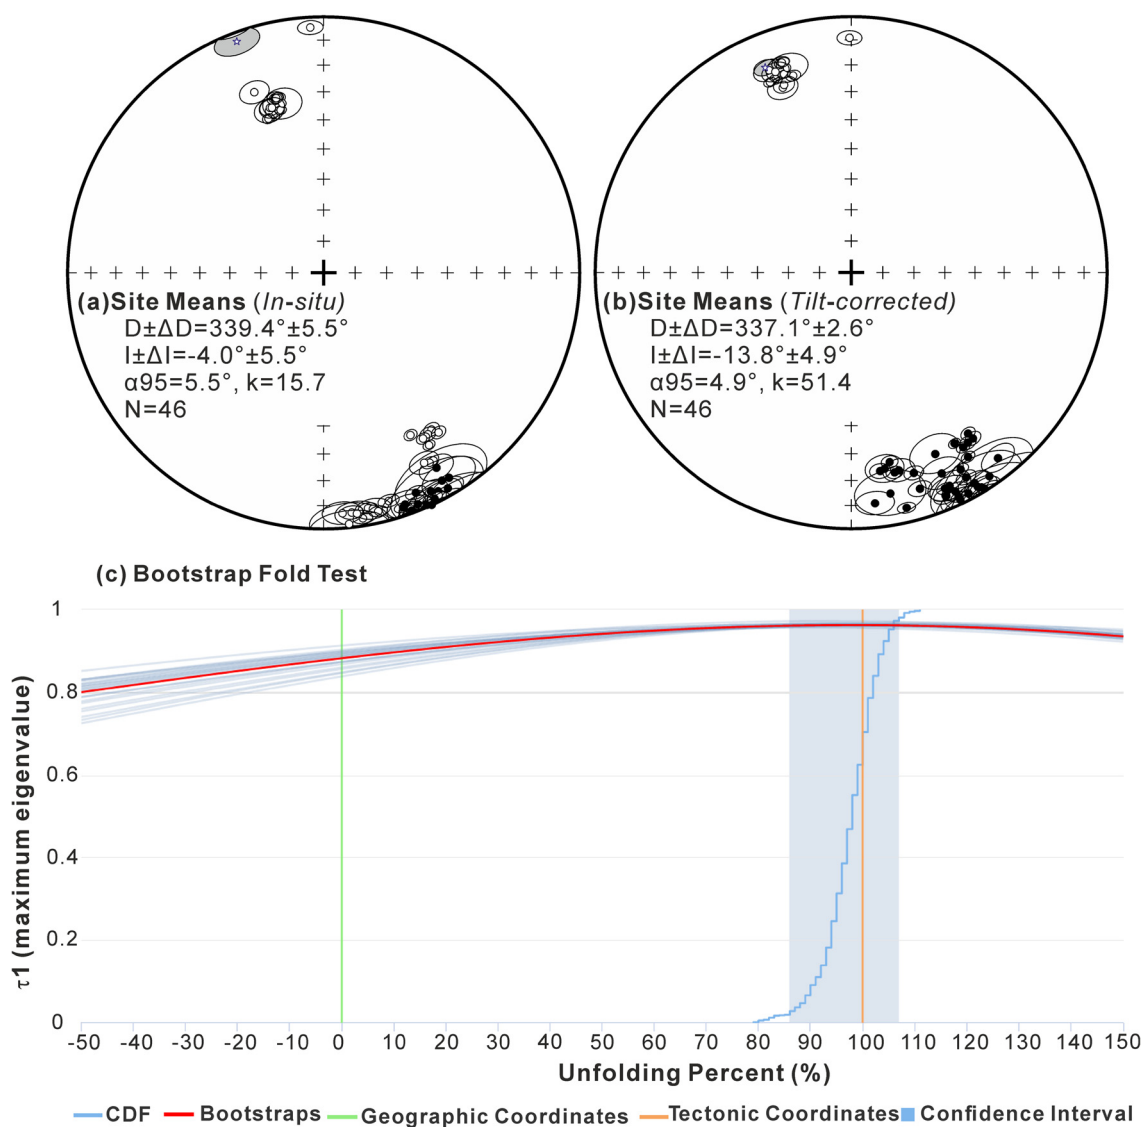 (a)Site Means (In-situ)
D±ΔD=339.4°±5.5°
I±ΔI=-4.0°±5.5°
α95=5.5°, k=15.7
N=46
(b)Site Means (Tilt-corrected)
D±ΔD=337.1°±2.6°
I±ΔI=-13.8°±4.9°
α95=4.9°, k=51.4
N=46
(c) Bootstrap Fold Test
τ1 (maximum eigenvalue)
1
0.8
0.6
0.4
0.2
0
-50 -40 -30 -20 -10 0 10 20 30 40 50 60 70 80 90 100 110 120 130 140 150
Unfolding Percent (%)
CDF Bootstraps Geographic Coordinates Tectonic Coordinates Confidence Interval